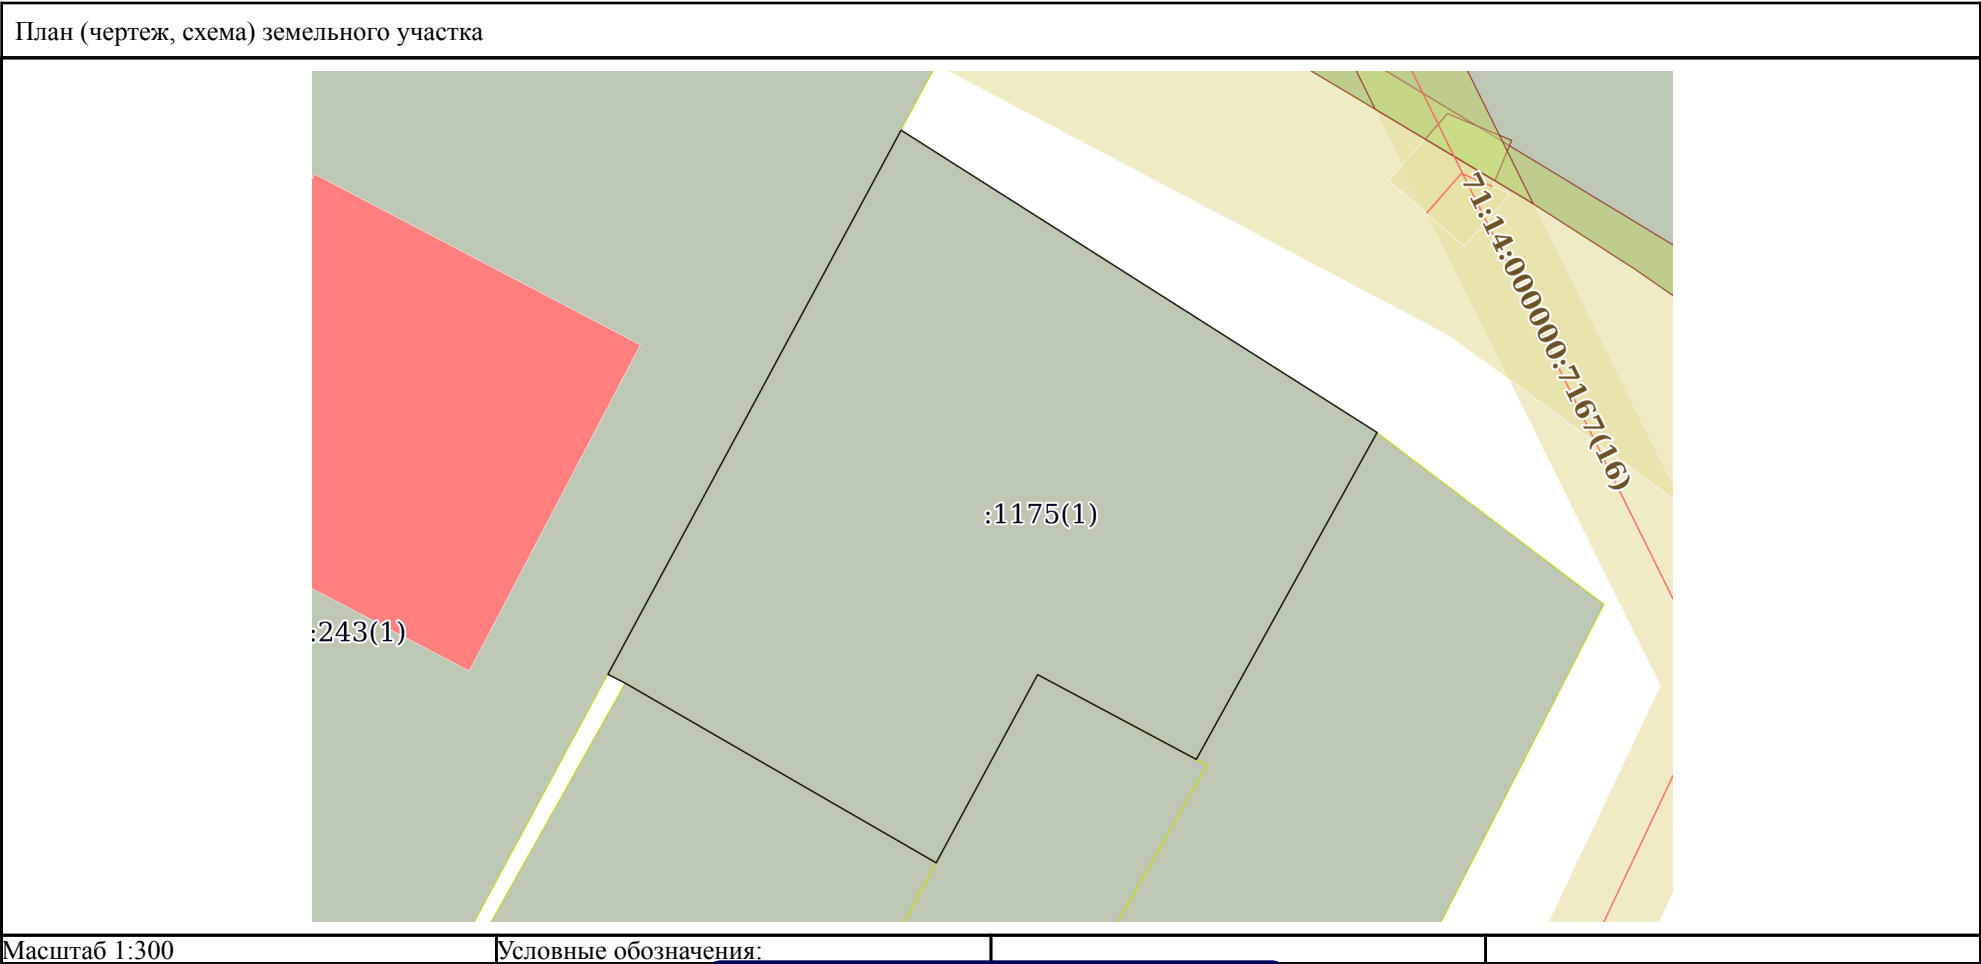 План (чертеж, схема) земельного участка
71:14:000000:7167(16)
:1175(1)
:243(1)
Масштаб 1:300
Условные обозначения: